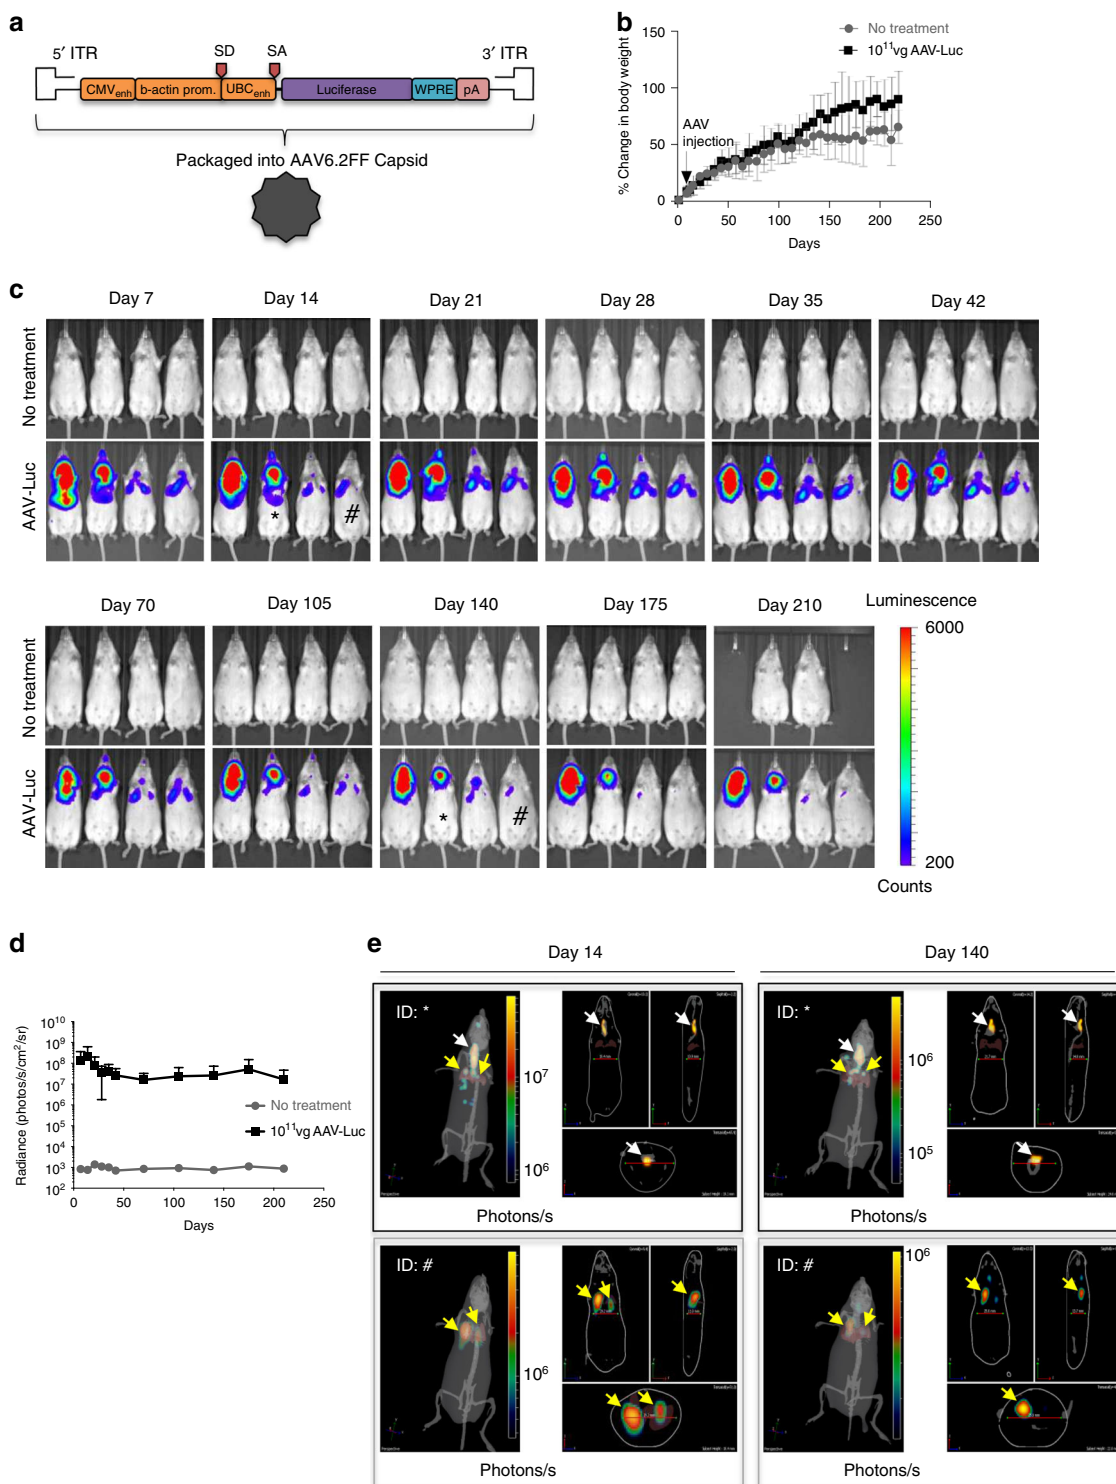 a
5′ ITR
SD
SA
3′ ITR
CMVenh
b-actin prom.
UBCenh
Luciferase
WPRE
pA
Packaged into AAV6.2FF Capsid
b
No treatment
10¹¹vg AAV-Luc
% Change in body weight
150
100
50
0
AAV
injection
0
50
100
150
200
250
Days
c
Day 7
Day 14
Day 21
Day 28
Day 35
Day 42
No treatment
AAV-Luc
*
#
Day 70
Day 105
Day 140
Day 175
Day 210
No treatment
AAV-Luc
*
#
Luminescence
6000
200
Counts
d
Radiance (photos/s/cm²/sr)
10¹⁰
10⁹
10⁸
10⁷
10⁶
10⁵
10⁴
10³
10²
No treatment
10¹¹vg AAV-Luc
0
50
100
150
200
250
Days
e
Day 14
Day 140
ID: *
10⁷
10⁶
Photons/s
ID: *
10⁶
10⁵
Photons/s
ID: #
10⁶
Photons/s
ID: #
10⁶
Photons/s